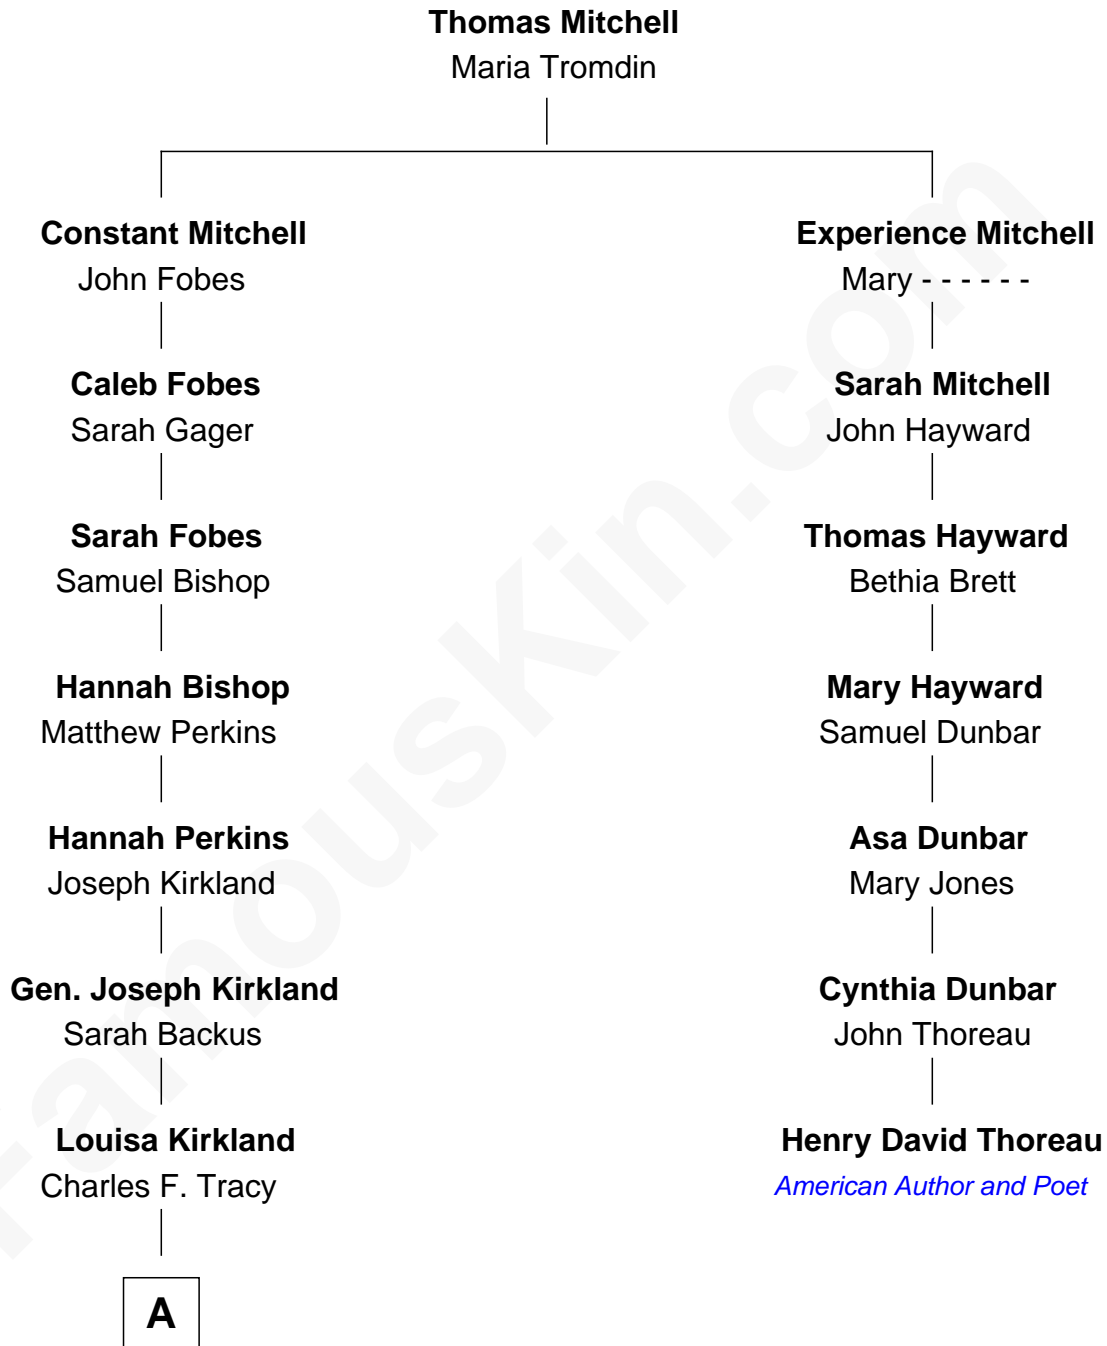 Thomas Mitchell
Maria Tromdin
Constant Mitchell
John Fobes
Experience Mitchell
Mary - - - - - -
Caleb Fobes
Sarah Gager
Sarah Mitchell
John Hayward
Sarah Fobes
Samuel Bishop
Thomas Hayward
Bethia Brett
Hannah Bishop
Matthew Perkins
Mary Hayward
Samuel Dunbar
Hannah Perkins
Joseph Kirkland
Asa Dunbar
Mary Jones
Gen. Joseph Kirkland
Sarah Backus
Cynthia Dunbar
John Thoreau
Louisa Kirkland
Charles F. Tracy
Henry David Thoreau
American Author and Poet
A
FamousKin.com